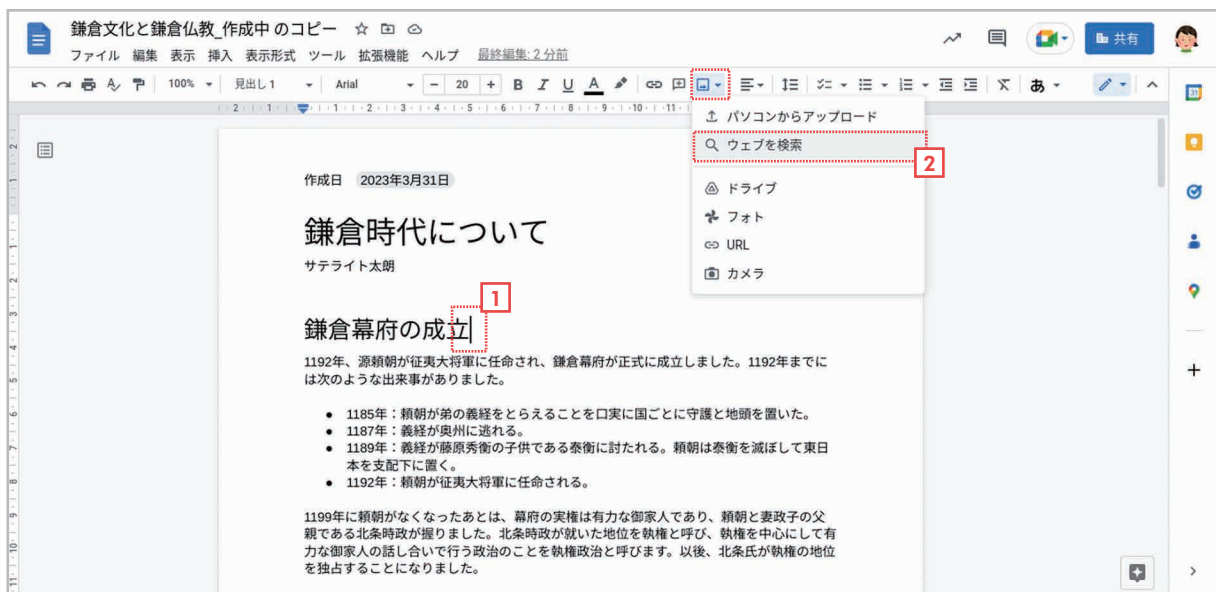 鎌倉文化と鎌倉仏教_作成中 のコピー
ファイル 編集 表示 挿入 表示形式 ツール 拡張機能 ヘルプ 最終編集: 2 分前
共有
100% 見出し 1 Arial − 20 + B I U A あ
パソコンからアップロード
ウェブを検索
2
ドライブ
フォト
URL
カメラ
作成日 2023年3月31日
鎌倉時代について
サテライト太朗
1
鎌倉幕府の成立
1192年、源頼朝が征夷大将軍に任命され、鎌倉幕府が正式に成立しました。1192年までに
は次のような出来事がありました。
● 1185年：頼朝が弟の義経をとらえることを口実に国ごとに守護と地頭を置いた。
● 1187年：義経が奥州に逃れる。
● 1189年：義経が藤原秀衡の子供である泰衡に討たれる。頼朝は泰衡を滅ぼして東日
本を支配下に置く。
● 1192年：頼朝が征夷大将軍に任命される。
1199年に頼朝がなくなったあとは、幕府の実権は有力な御家人であり、頼朝と妻政子の父
親である北条時政が握りました。北条時政が就いた地位を執権と呼び、執権を中心にして有
力な御家人の話し合いで行う政治のことを執権政治と呼びます。以後、北条氏が執権の地位
を独占することになりました。